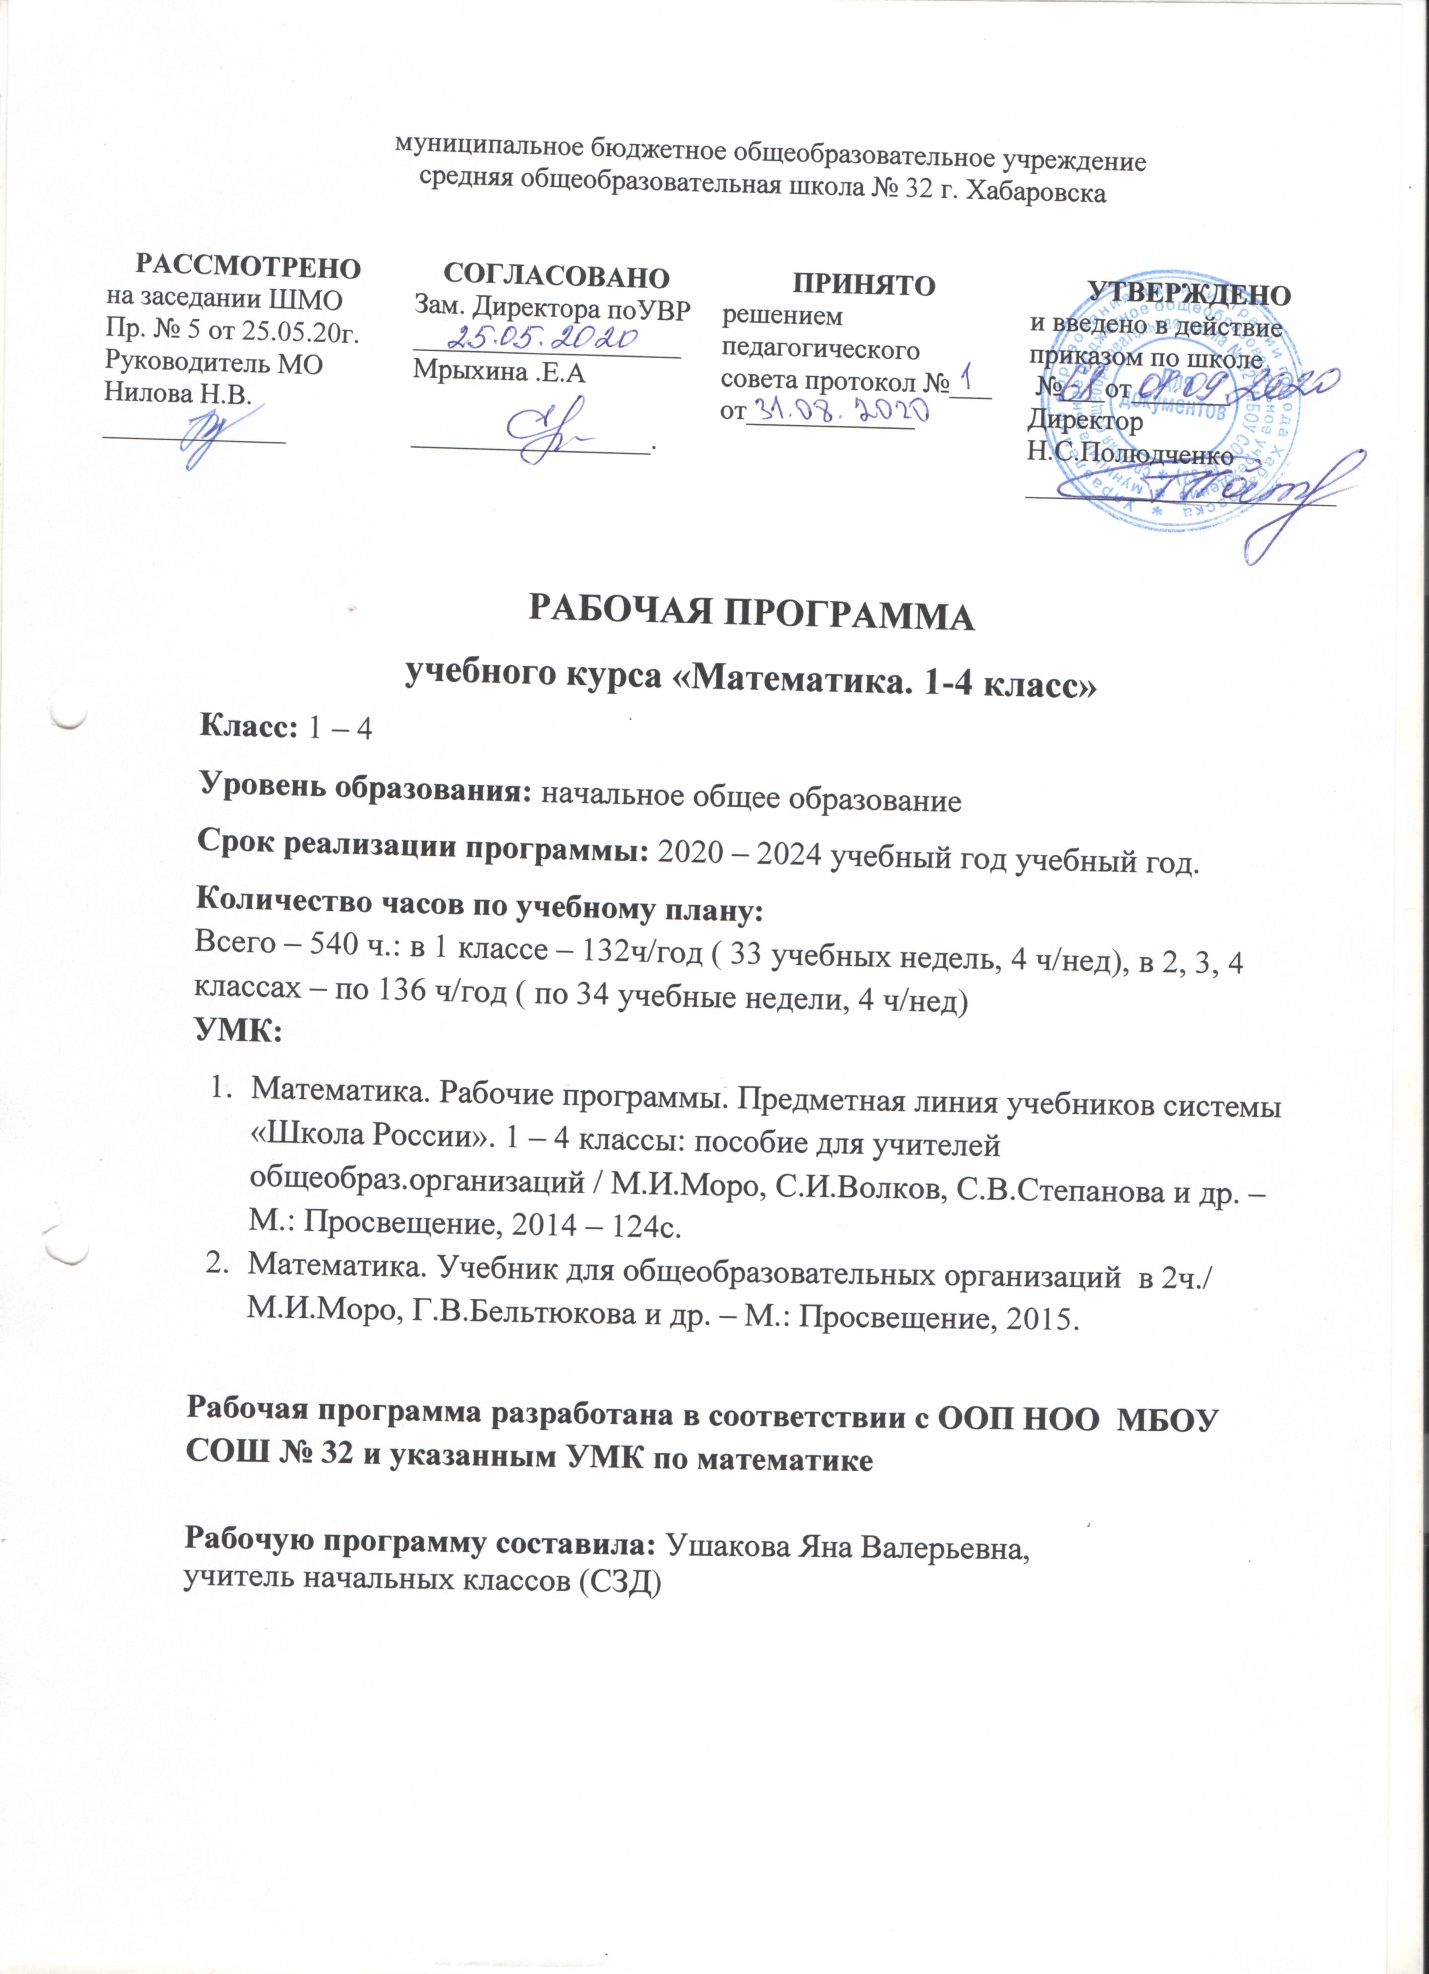 муниципальное бюджетное общеобразовательное учреждение
средняя общеобразовательная школа № 32 г. Хабаровска
РАССМОТРЕНО
на заседании ШМО
Пр. № 5 от 25.05.20г.
Руководитель МО
Нилова Н.В.
СОГЛАСОВАНО
Зам. Директора поУВР
25.05.2020
Мрыхина .Е.А
ПРИНЯТО
решением
педагогического
совета протокол № 1
от 31.08.2020
УТВЕРЖДЕНО
и введено в действие
приказом по школе
№ от 01.09.2020
Директор
Н.С.Полюдченко
Для
документов
РАБОЧАЯ ПРОГРАММА
учебного курса «Математика. 1-4 класс»
Класс: 1 – 4
Уровень образования: начальное общее образование
Срок реализации программы: 2020 – 2024 учебный год учебный год.
Количество часов по учебному плану:
Всего – 540 ч.: в 1 классе – 132ч/год ( 33 учебных недель, 4 ч/нед), в 2, 3, 4
классах – по 136 ч/год ( по 34 учебные недели, 4 ч/нед)
УМК:
1. Математика. Рабочие программы. Предметная линия учебников системы
«Школа России». 1 – 4 классы: пособие для учителей
общеобраз.организаций / М.И.Моро, С.И.Волков, С.В.Степанова и др. –
М.: Просвещение, 2014 – 124с.
2. Математика. Учебник для общеобразовательных организаций в 2ч./
М.И.Моро, Г.В.Бельтюкова и др. – М.: Просвещение, 2015.
Рабочая программа разработана в соответствии с ООП НОО МБОУ
СОШ № 32 и указанным УМК по математике
Рабочую программу составила: Ушакова Яна Валерьевна,
учитель начальных классов (СЗД)